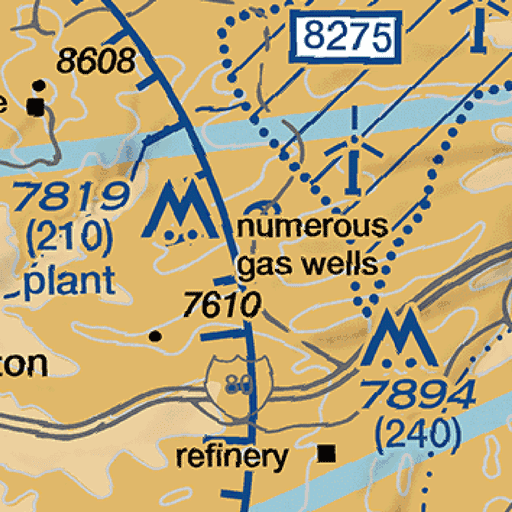 8275
8608
e
7819
(210)
plant
numerous
gas wells
7610
ton
80
7894
(240)
refinery